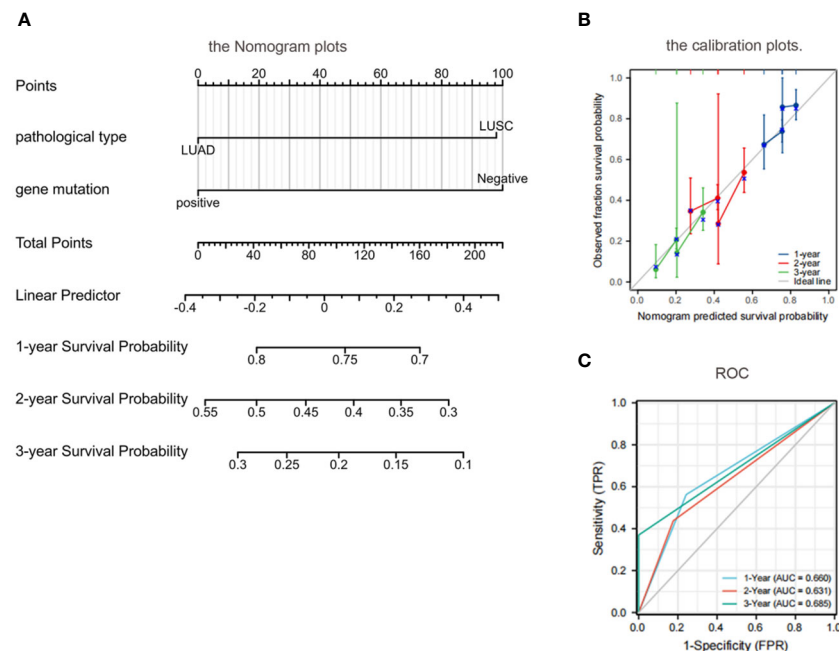 A
the Nomogram plots
0 20 40 60 80 100
Points
pathological type
LUSC
LUAD
gene mutation
Negative
positive
Total Points
0 40 80 120 160 200
Linear Predictor
-0.4 -0.2 0 0.2 0.4
1-year Survival Probability
0.8 0.75 0.7
2-year Survival Probability
0.55 0.5 0.45 0.4 0.35 0.3
3-year Survival Probability
0.3 0.25 0.2 0.15 0.1
B
the calibration plots.
Observed fraction survival probability
1.0
0.8
0.6
0.4
0.2
0.0
1-year
2-year
3-year
Ideal line
0.0 0.2 0.4 0.6 0.8 1.0
Nomogram predicted survival probability
C
ROC
Sensitivity (TPR)
1.0
0.8
0.6
0.4
0.2
0.0
1-Year (AUC = 0.660)
2-Year (AUC = 0.631)
3-Year (AUC = 0.685)
0.0 0.2 0.4 0.6 0.8 1.0
1-Specificity (FPR)